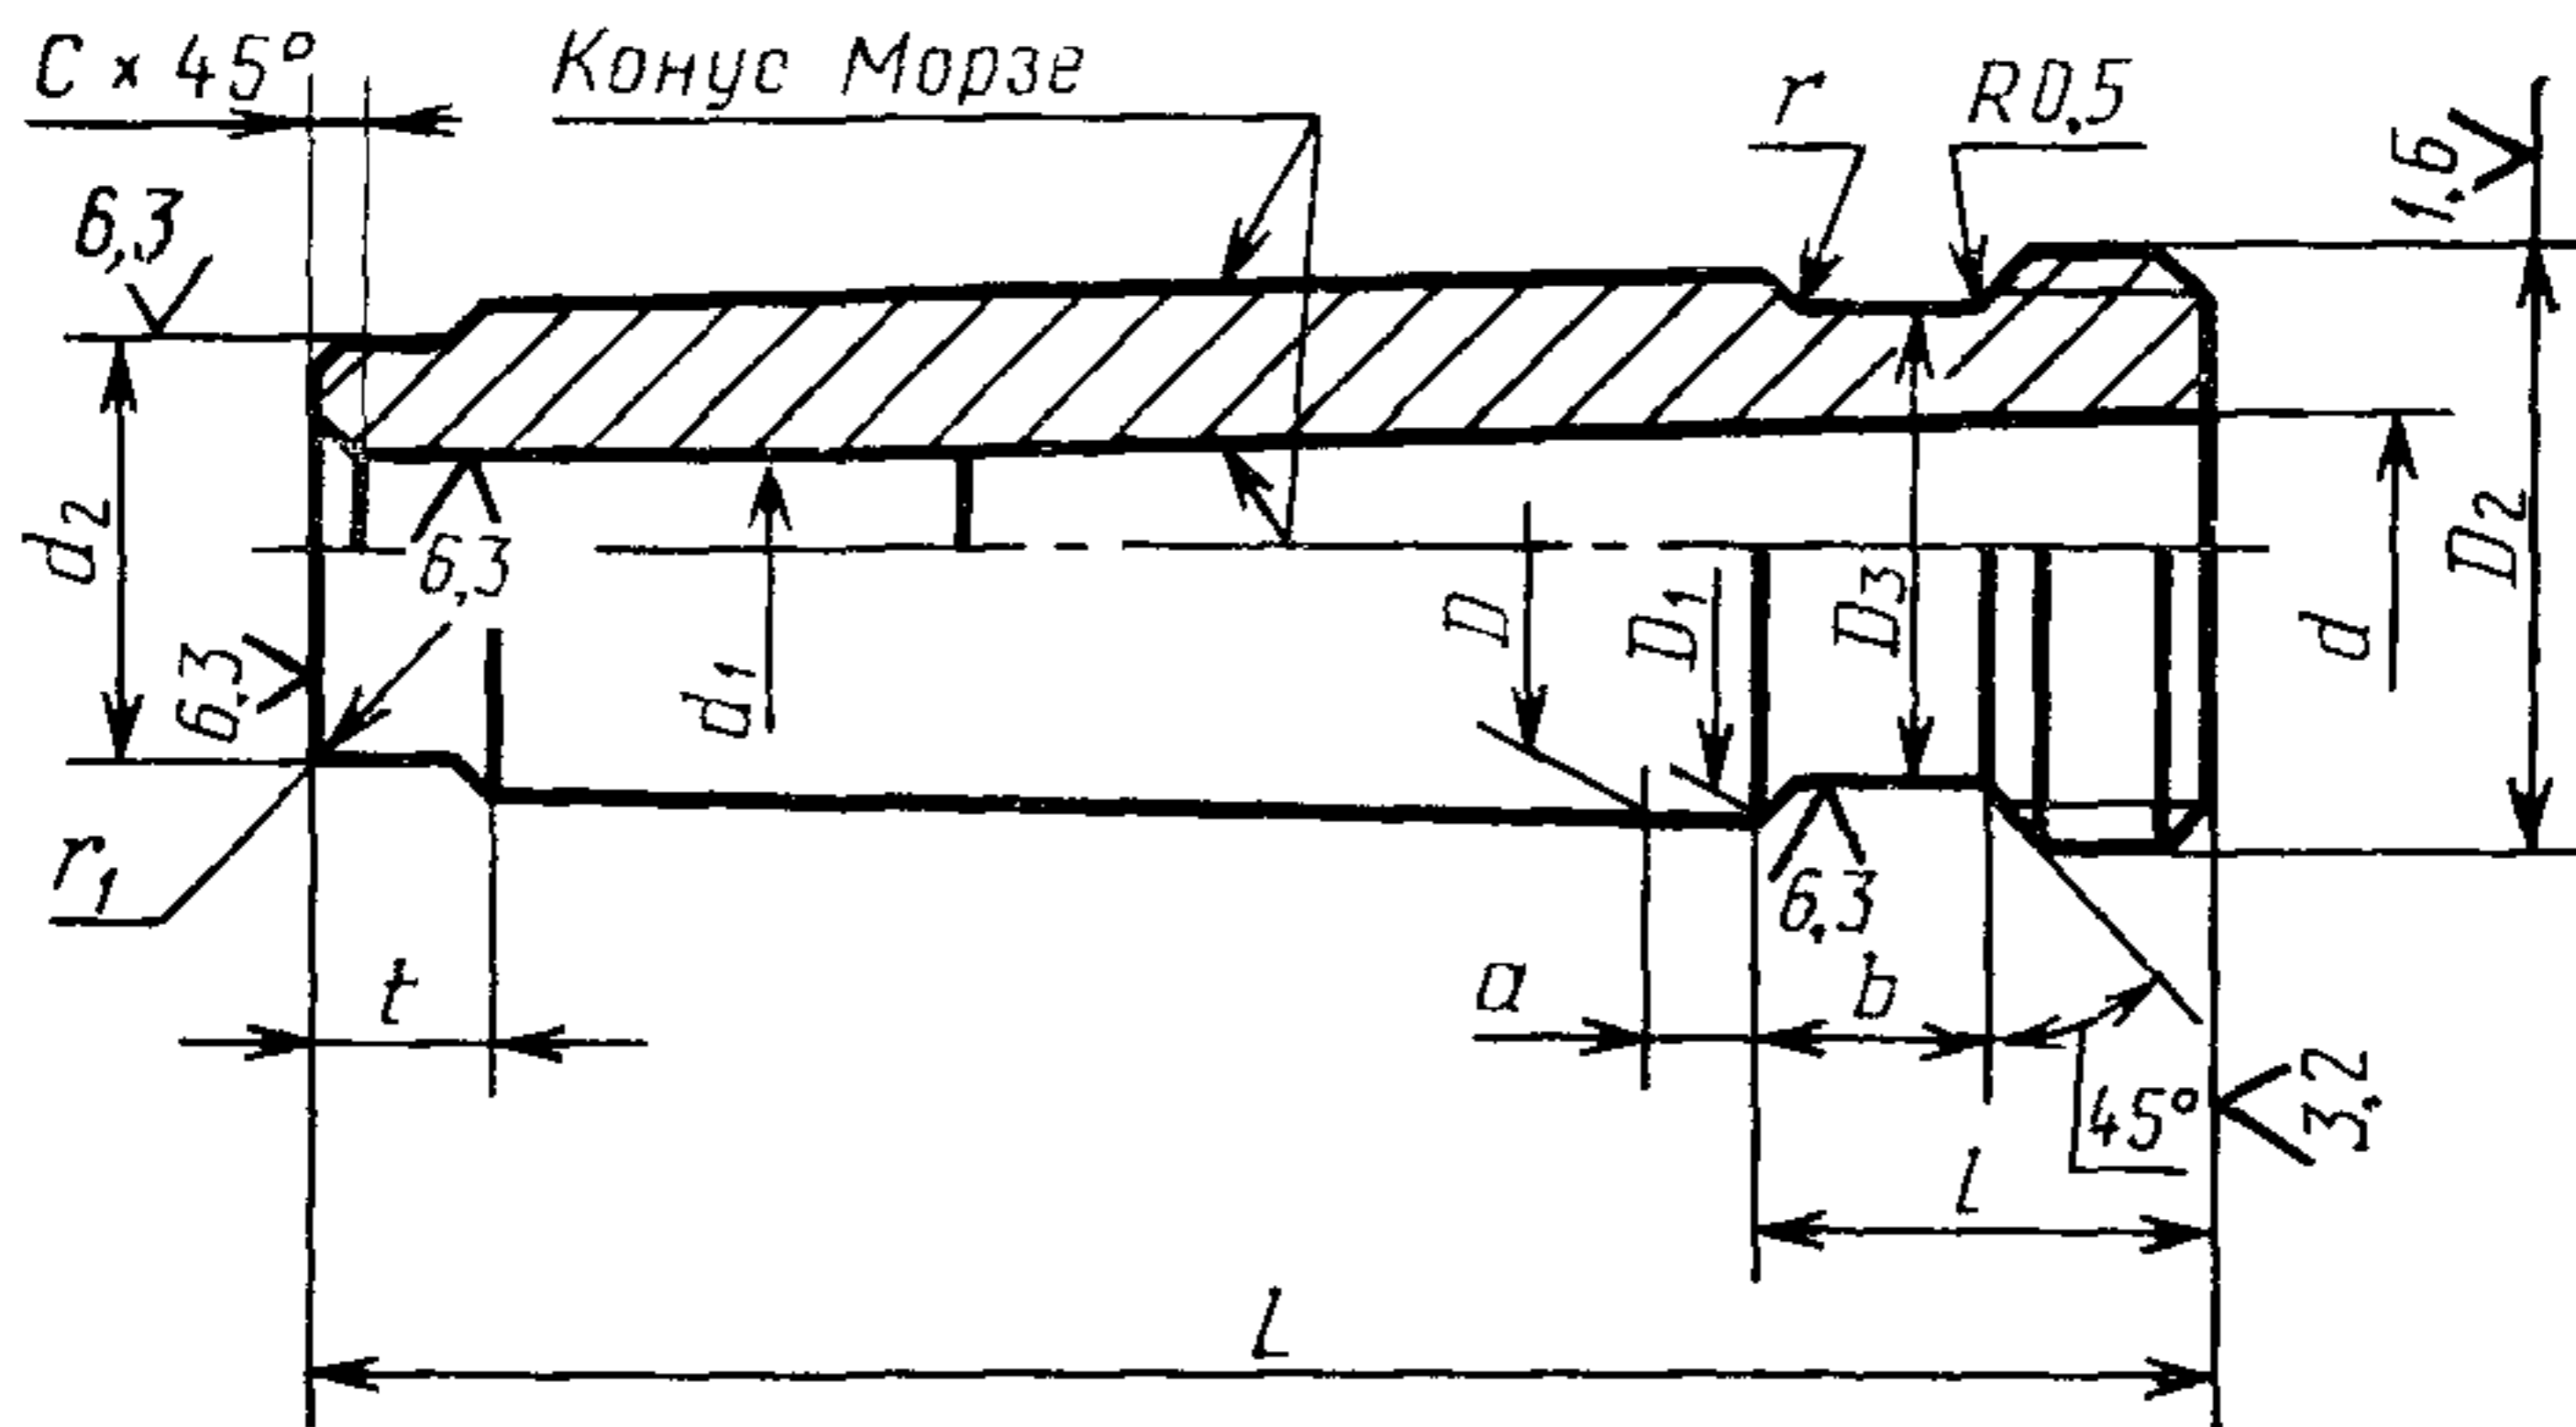 C × 45°
Конус Морзе
r
R0,5
1,6
6,3
d₂
6,3
6,3
d₁
D
D₁
D₃
d
D₂
r₁
6,3
t
a
b
45°
3,2
l
L